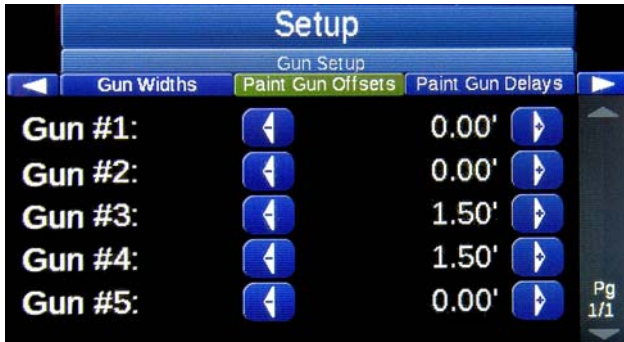 Setup
Gun Setup
Gun Widths Paint Gun Offsets Paint Gun Delays
Gun #1: - 0.00' +
Gun #2: - 0.00' +
Gun #3: - 1.50' +
Gun #4: - 1.50' +
Gun #5: - 0.00' +
Pg
1/1